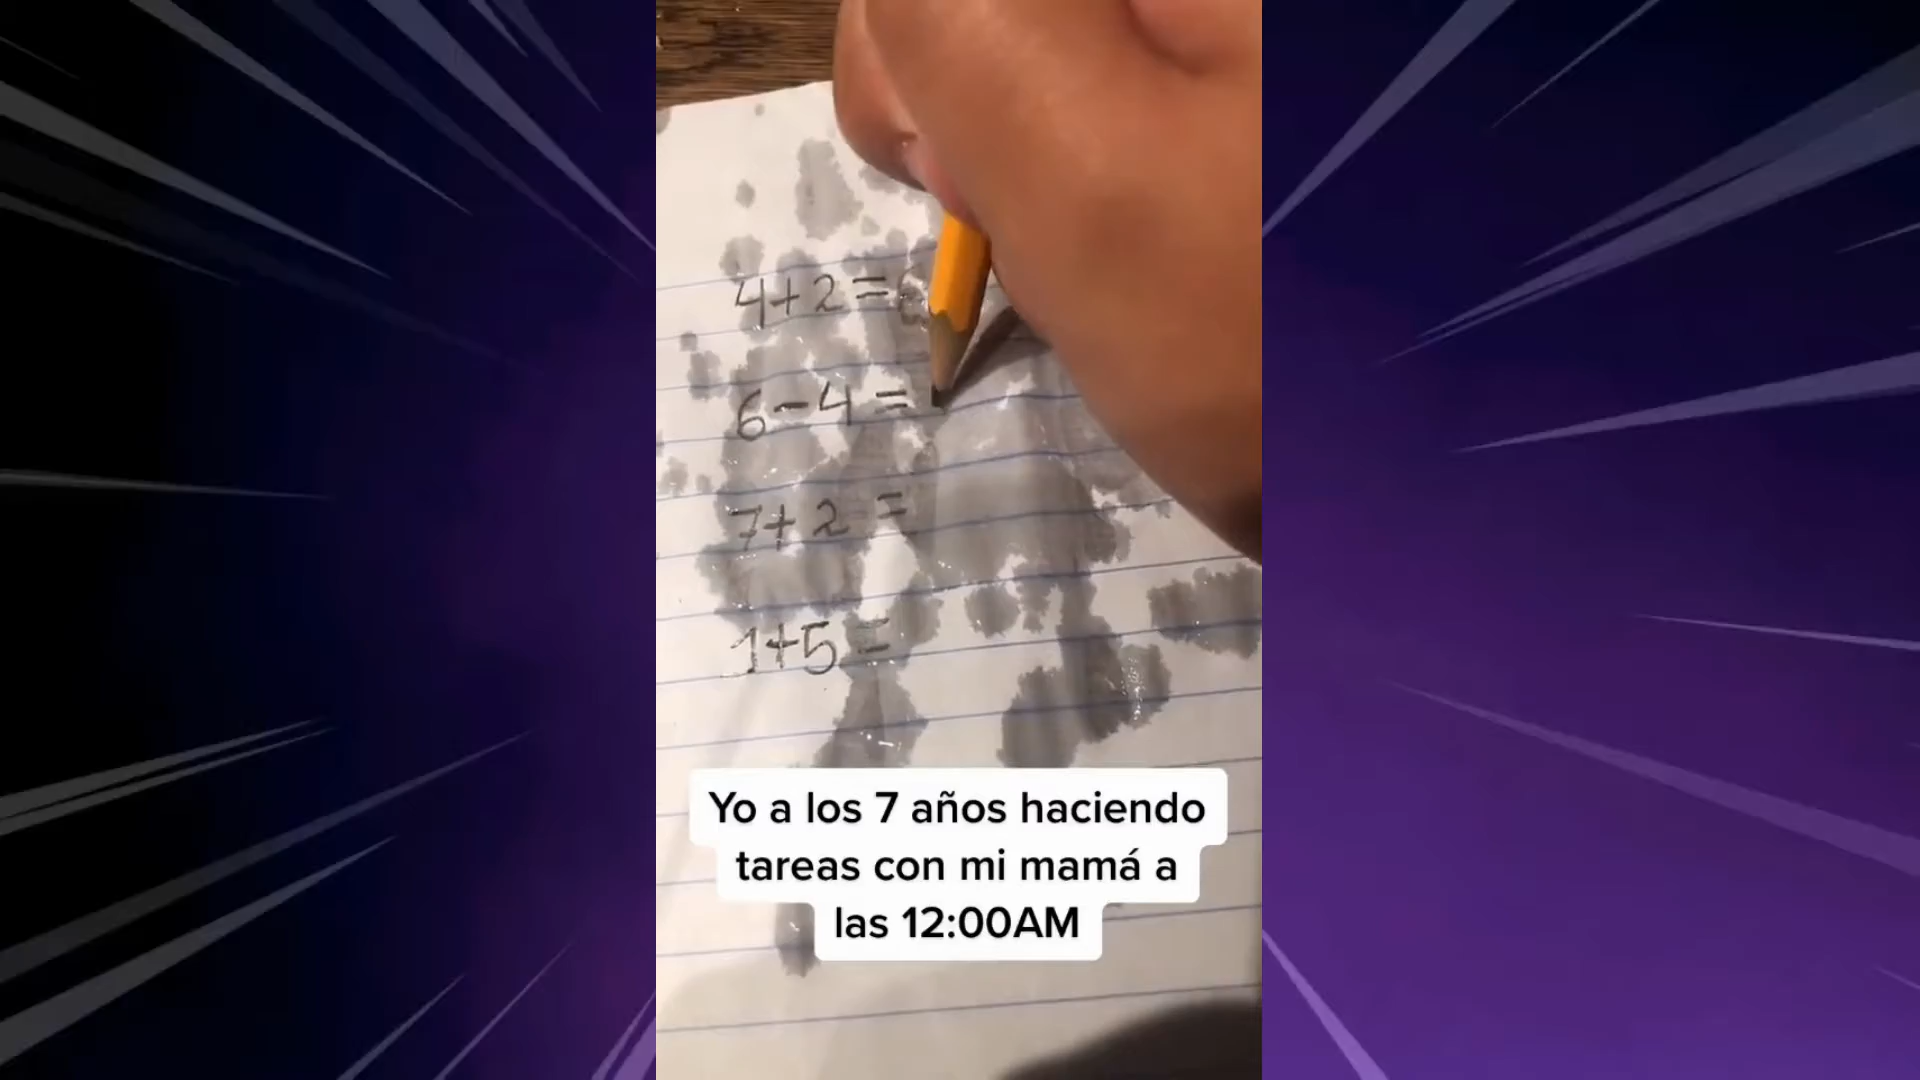 4+2=6
6-4=
7+2=
1+5=
Yo a los 7 años haciendo
tareas con mi mamá a
las 12:00AM